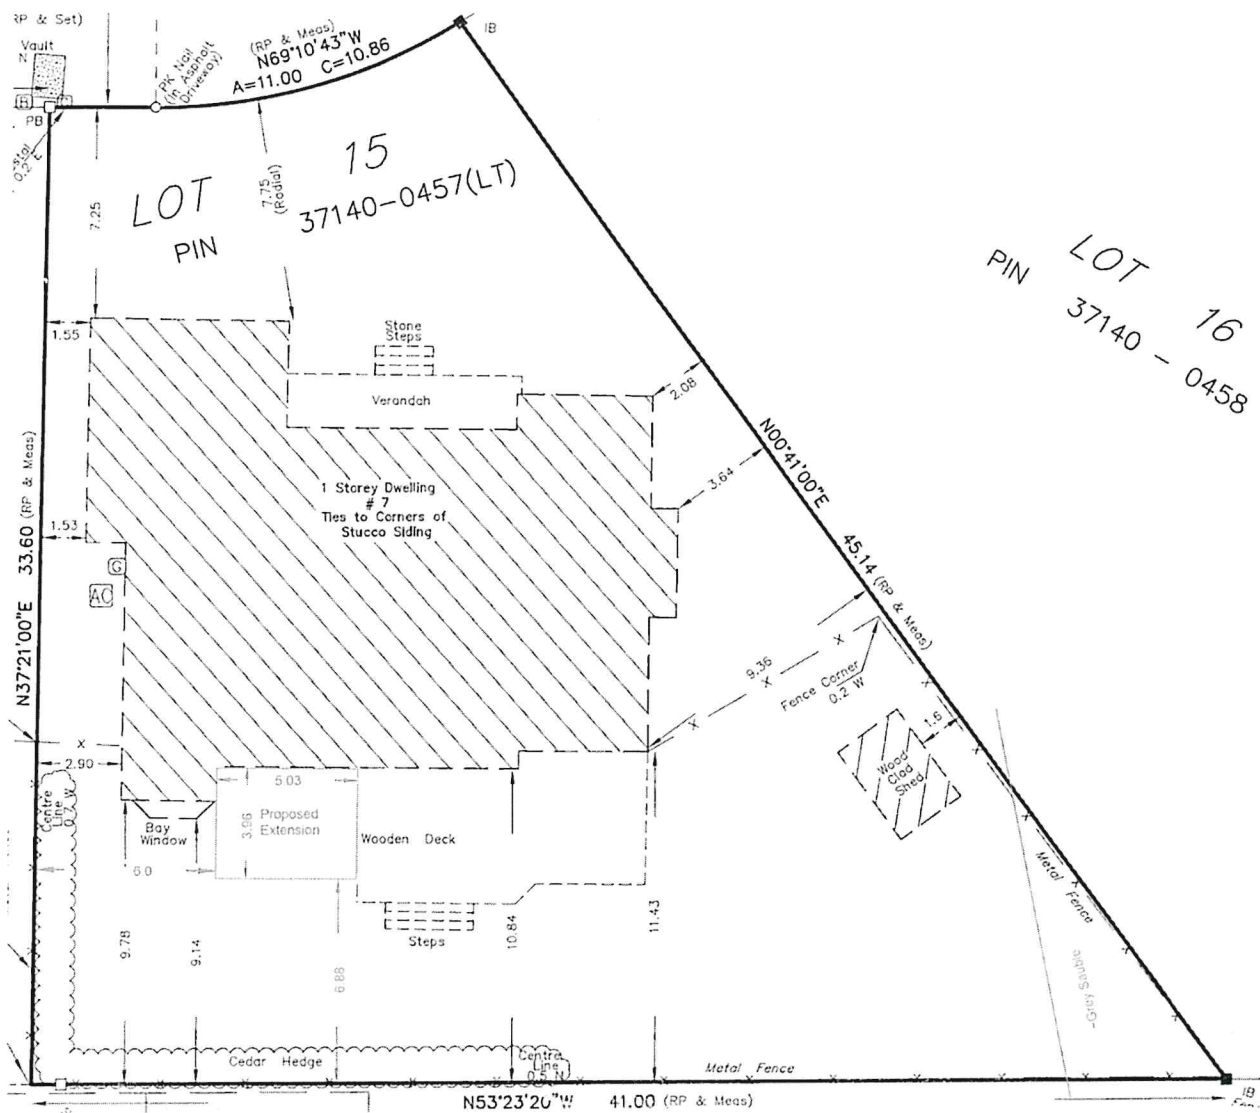 RP & Set)
IB
Vault
N
(RP & Meas)
N69°10'43"W
A=11.00 C=10.86
PK Nail
(In Asphalt
Driveway)
B
PB
LOT 15
PIN 37140-0457(LT)
7.25
7.75
(Radial)
LOT 16
PIN 37140 - 0458
1.55
Stone
Steps
Verandah
2.08
3.64
N00°41'00"E 45.14 (RP & Meas)
N37°21'00"E 33.60 (RP & Meas)
1 Storey Dwelling
# 7
Ties to Corners of
Stucco Siding
1.53
G
AC
9.36
Fence Corner
0.2 W
1.6
Wood
Clad
Shed
2.90
Centre
Line
0.7 W
5.03
3.96
Proposed
Extension
Bay
Window
Wooden Deck
6.0
Steps
9.78
9.14
6.88
10.84
11.43
Metal Fence
Cedar Hedge
Centre
Line
0.5 N
Metal Fence
N53°23'20"W 41.00 (RP & Meas)
IB